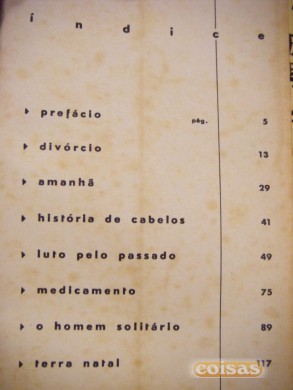 índice
prefácio pág. 5
divórcio 13
amanhã 29
história de cabelos 41
luto pelo passado 49
medicamento 75
o homem solitário 89
terra natal 117
coisas